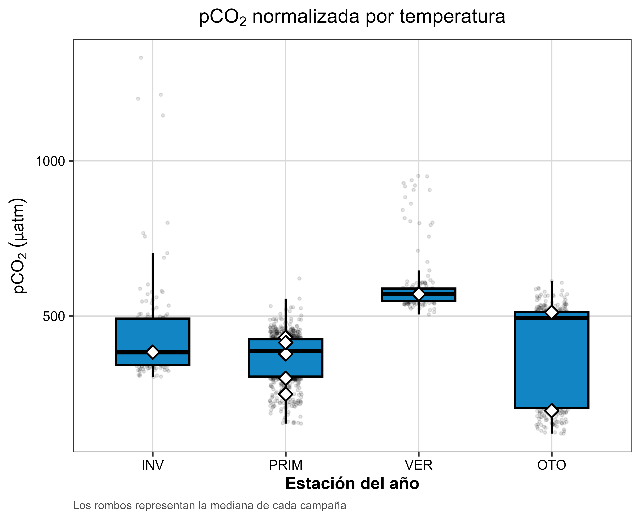 pCO₂ normalizada por temperatura
pCO₂ (µatm)
1000
500
INV PRIM VER OTO
Estación del año
Los rombos representan la mediana de cada campaña